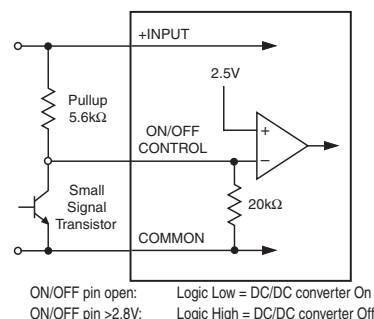 +INPUT
2.5V
Pullup
5.6kΩ
ON/OFF
CONTROL
+
–
Small
Signal
Transistor
20kΩ
COMMON
ON/OFF pin open: Logic Low = DC/DC converter On
ON/OFF pin >2.8V: Logic High = DC/DC converter Off